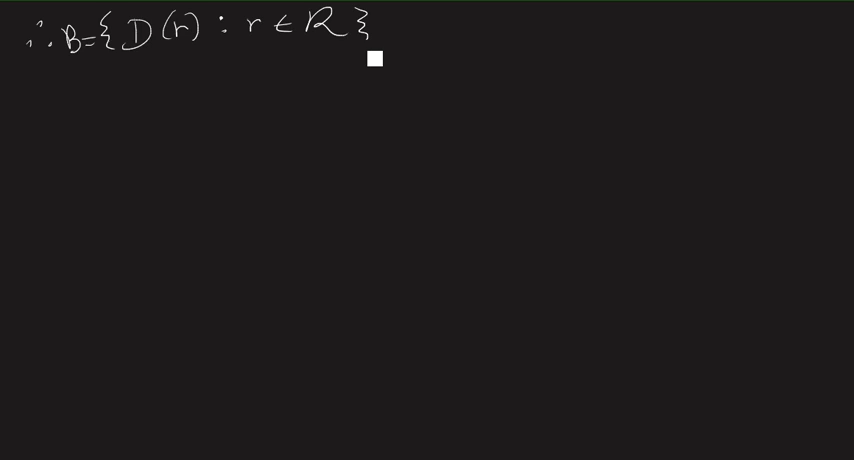 ∴ B = { D(r) : r ∈ R }